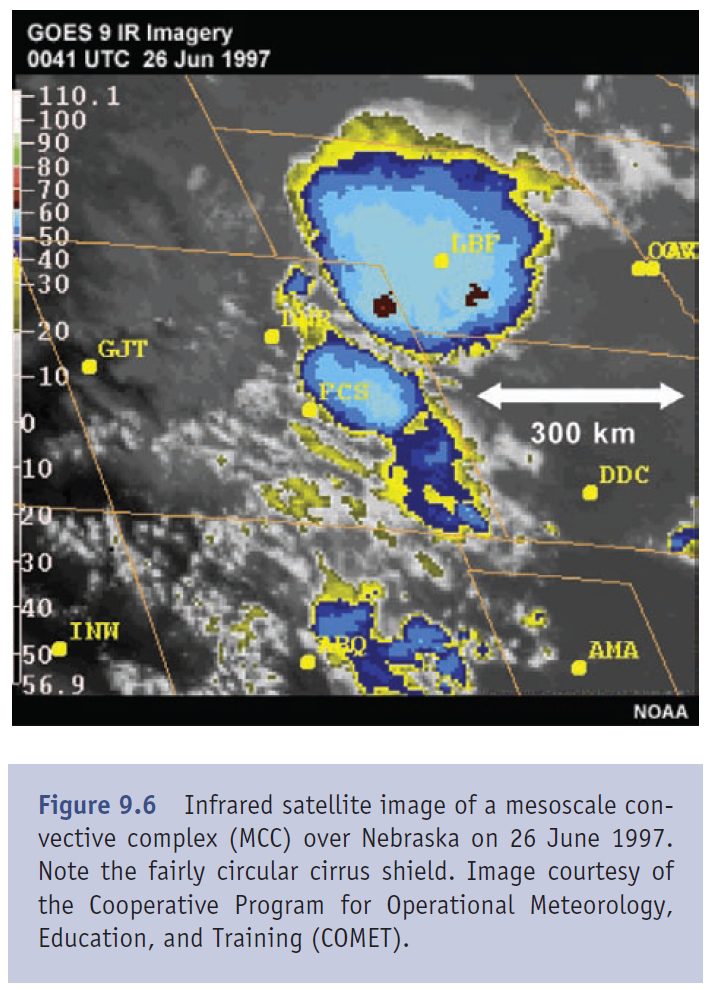 GOES 9 IR Imagery
0041 UTC 26 Jun 1997
110.1
100
90
80
70
60
50
40
30
20
10
0
10
20
30
40
50
56.9
LBF
GJT
PCS
300 km
DDC
INW
ABQ
AMA
NOAA
Figure 9.6 Infrared satellite image of a mesoscale con-
vective complex (MCC) over Nebraska on 26 June 1997.
Note the fairly circular cirrus shield. Image courtesy of
the Cooperative Program for Operational Meteorology,
Education, and Training (COMET).